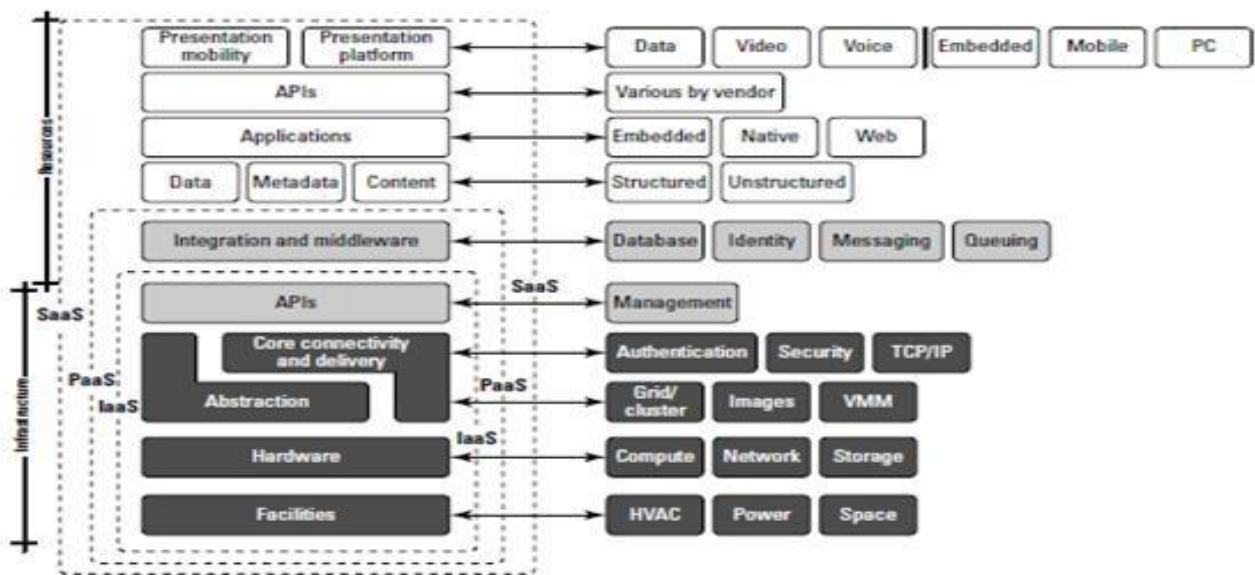 Presentation mobility
Presentation platform
Data
Video
Voice
Embedded
Mobile
PC
APIs
Various by vendor
Applications
Embedded
Native
Web
Resources
Data
Metadata
Content
Structured
Unstructured
Integration and middleware
Database
Identity
Messaging
Queuing
APIs
SaaS
Management
SaaS
Core connectivity and delivery
Authentication
Security
TCP/IP
PaaS
IaaS
Abstraction
PaaS
Grid/ cluster
Images
VMM
Infrastructure
Hardware
IaaS
Compute
Network
Storage
Facilities
HVAC
Power
Space